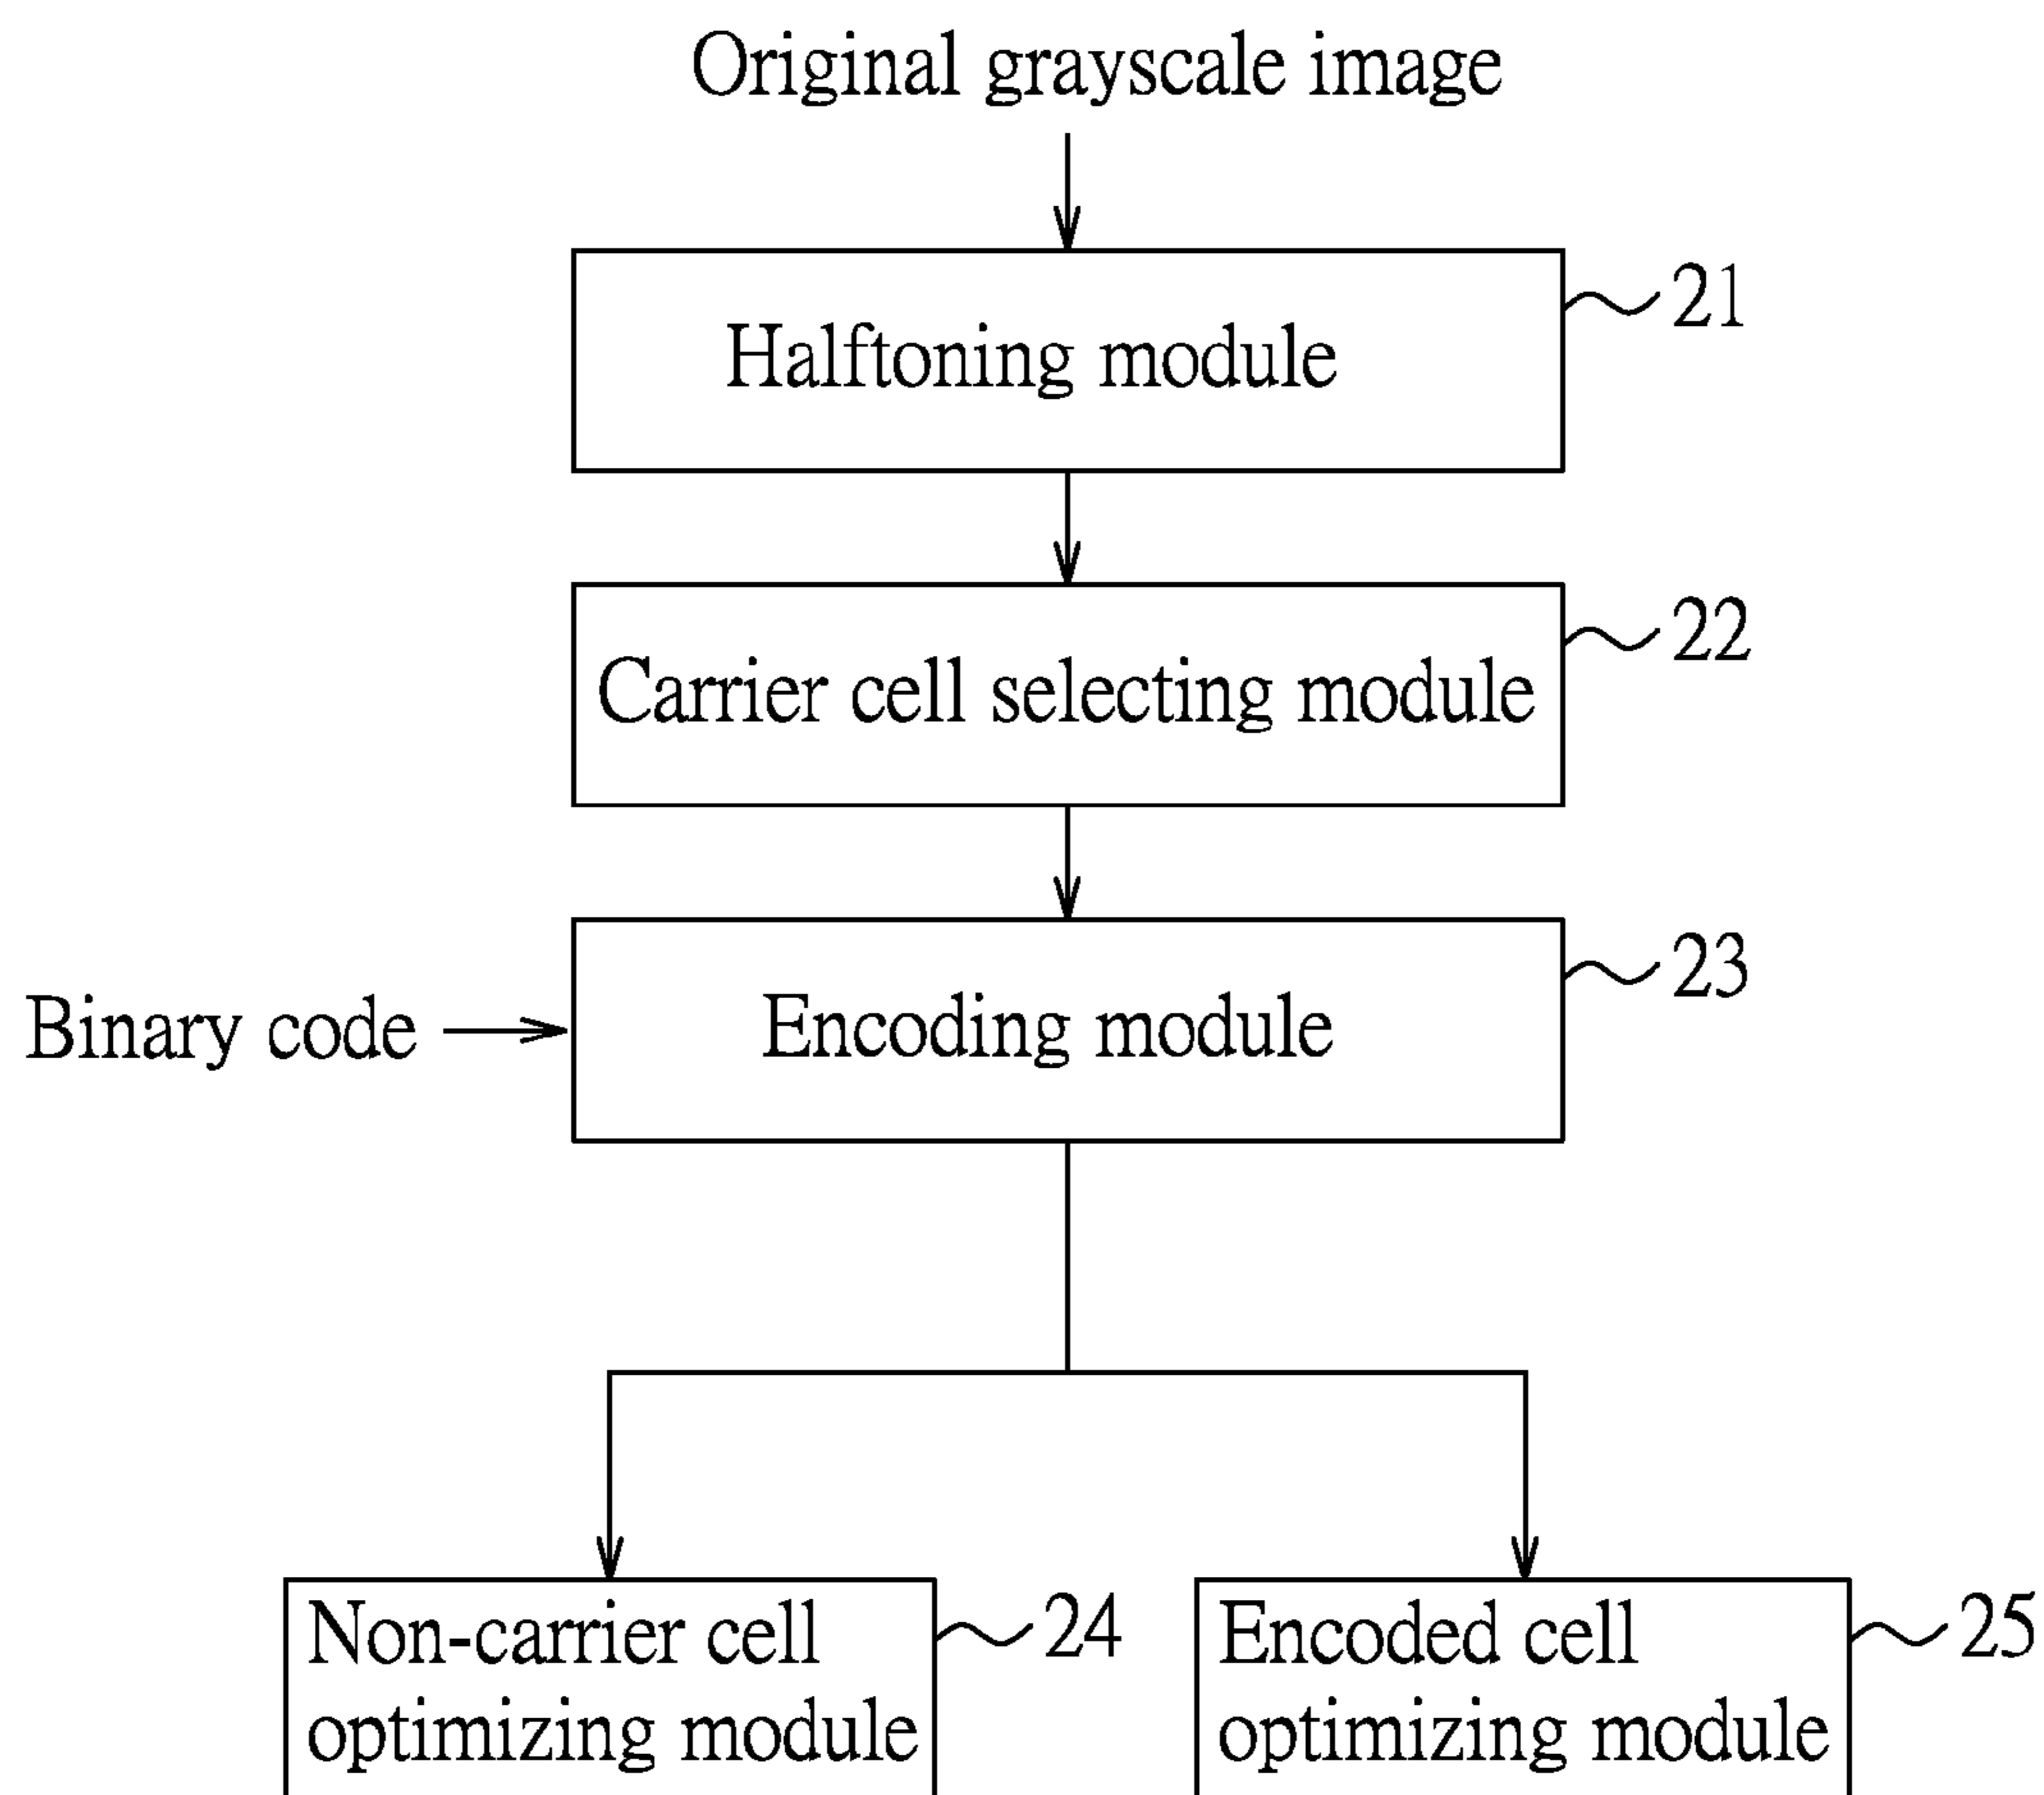 Original grayscale image
Halftoning module
21
Carrier cell selecting module
22
Binary code
Encoding module
23
Non-carrier cell
optimizing module
24
Encoded cell
optimizing module
25